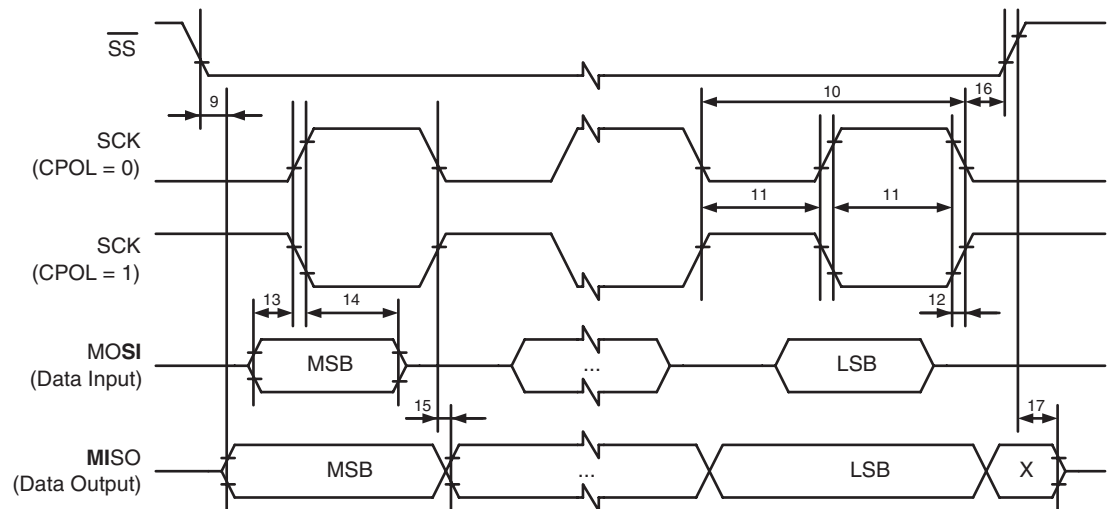 SS
9
10
16
SCK
(CPOL = 0)
11
11
SCK
(CPOL = 1)
13
14
12
MOSI
(Data Input)
MSB
...
LSB
15
17
MISO
(Data Output)
MSB
...
LSB
X